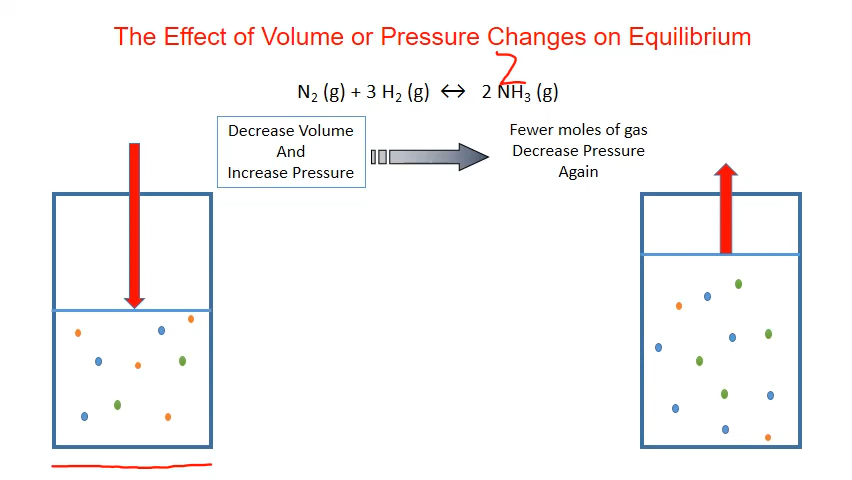 The Effect of Volume or Pressure Changes on Equilibrium
2
N₂ (g) + 3 H₂ (g) ↔ 2 NH₃ (g)
Decrease Volume
And
Increase Pressure
Fewer moles of gas
Decrease Pressure
Again